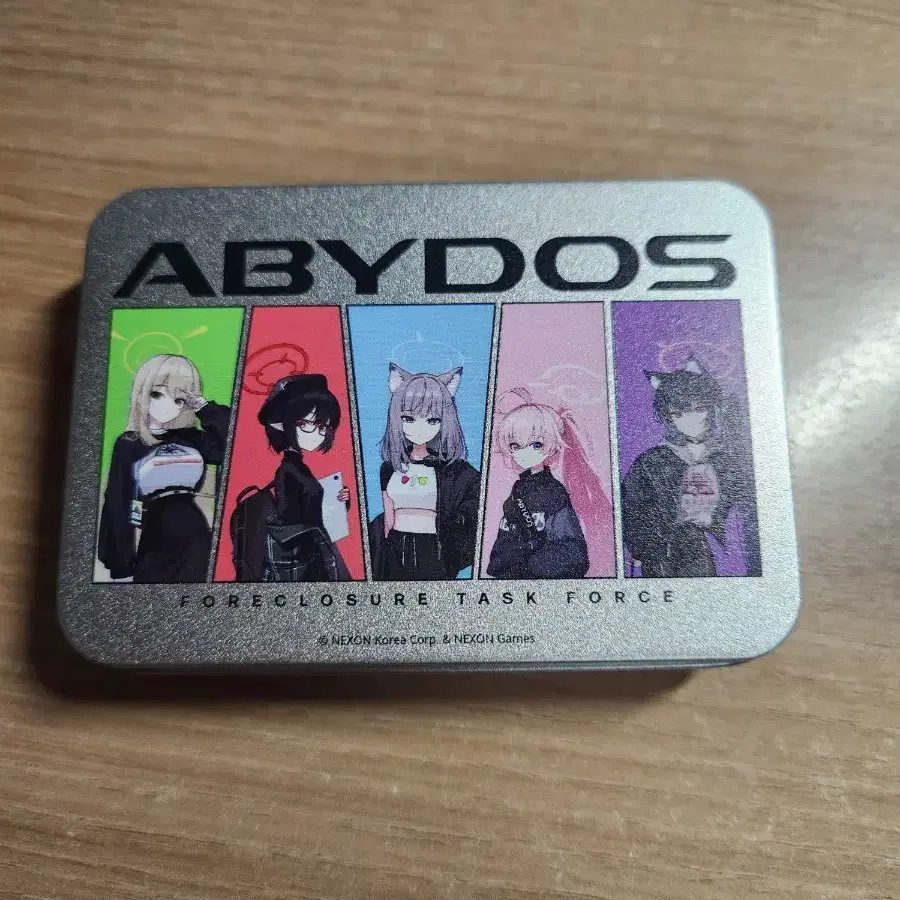 ABYDOS
FORECLOSURE TASK FORCE
© NEXON Korea Corp. & NEXON Games